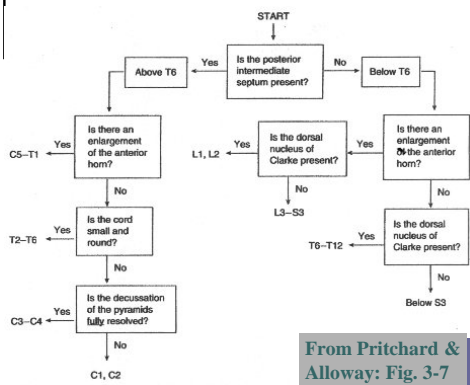 START
Is the posterior
intermediate
septum present?
Yes
No
Above T6
Below T6
Is there an
enlargement
of the anterior
horn?
Yes
C5–T1
No
Is the cord
small and
round?
Yes
T2–T6
No
Is the decussation
of the pyramids
fully resolved?
Yes
C3–C4
No
C1, C2
Is there an
enlargement
of the anterior
horn?
Yes
Is the dorsal
nucleus of
Clarke present?
Yes
L1, L2
No
L3–S3
No
Is the dorsal
nucleus of
Clarke present?
Yes
T6–T12
No
Below S3
From Pritchard &
Alloway: Fig. 3-7